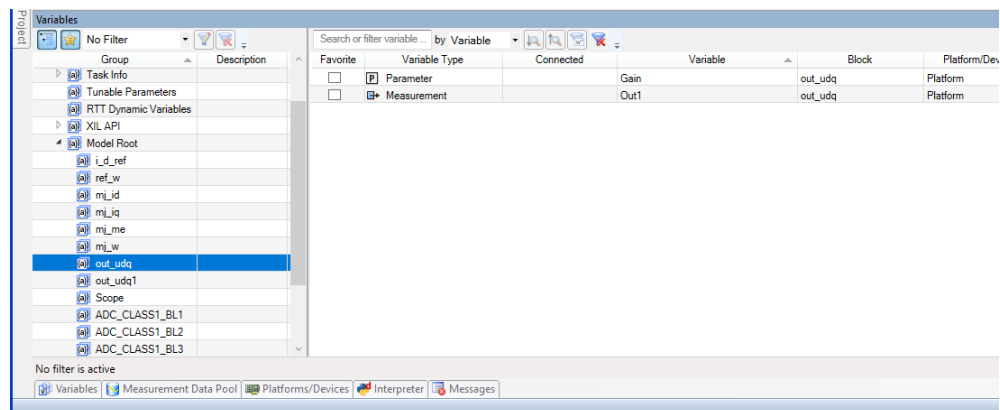 Project
Variables
No Filter
Search or filter variable ... by Variable
Group Description
Favorite Variable Type Connected Variable Block Platform/Dev
Task Info
Tunable Parameters
RTT Dynamic Variables
XIL API
Model Root
i_d_ref
ref_w
mj_id
mj_iq
mj_me
mj_w
out_udq
out_udq1
Scope
ADC_CLASS1_BL1
ADC_CLASS1_BL2
ADC_CLASS1_BL3
P Parameter Gain out_udq Platform
Measurement Out1 out_udq Platform
No filter is active
Variables Measurement Data Pool Platforms/Devices Interpreter Messages